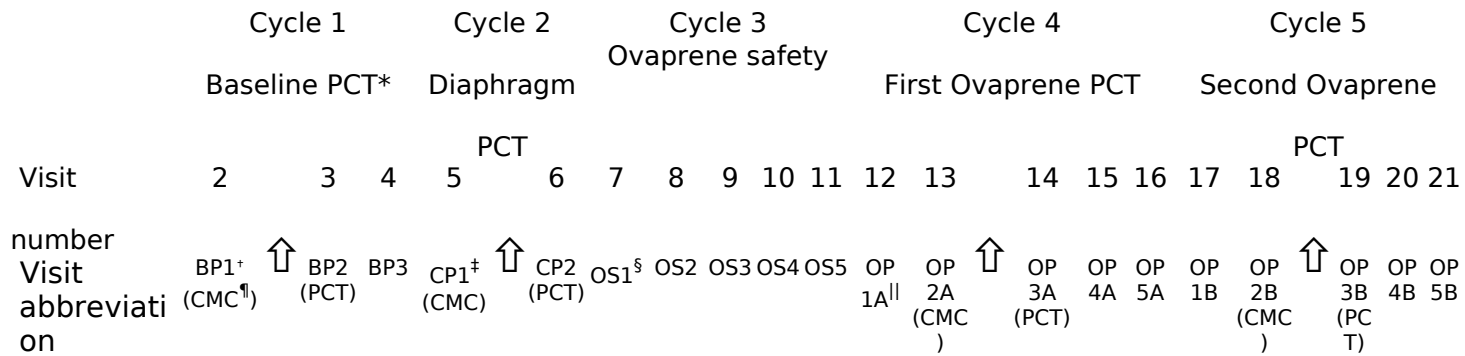 Cycle 1 Cycle 2 Cycle 3 Cycle 4 Cycle 5
Ovaprene safety
Baseline PCT* Diaphragm First Ovaprene PCT Second Ovaprene
PCT PCT
Visit 2 3 4 5 6 7 8 9 10 11 12 13 14 15 16 17 18 19 20 21
number
Visit BP1† ⇧ BP2 BP3 CP1‡ ⇧ CP2 OS1§ OS2 OS3 OS4 OS5 OP OP ⇧ OP OP OP OP OP ⇧ OP OP OP
abbreviati (CMC¶) (PCT) (CMC) (PCT) 1A|| 2A 3A 4A 5A 1B 2B 3B 4B 5B
on (CMC (PCT) (CMC (PC
) ) T)